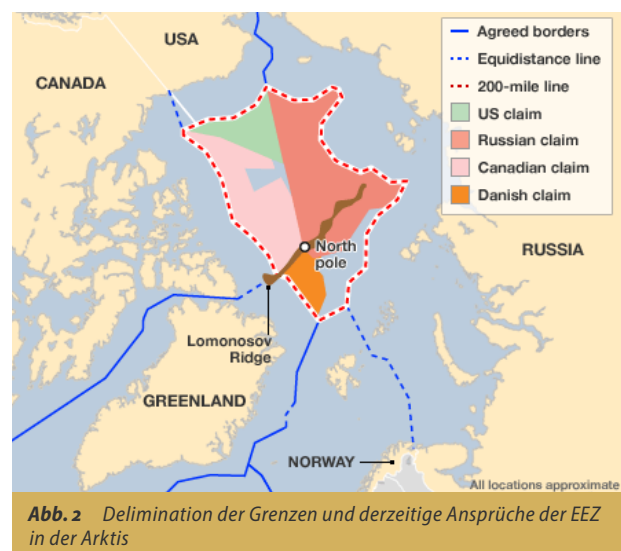 USA
CANADA
Agreed borders
Equidistance line
200-mile line
US claim
Russian claim
Canadian claim
Danish claim
North
pole
RUSSIA
Lomonosov
Ridge
GREENLAND
NORWAY
All locations approximate
Abb. 2 Delimination der Grenzen und derzeitige Ansprüche der EEZ
in der Arktis